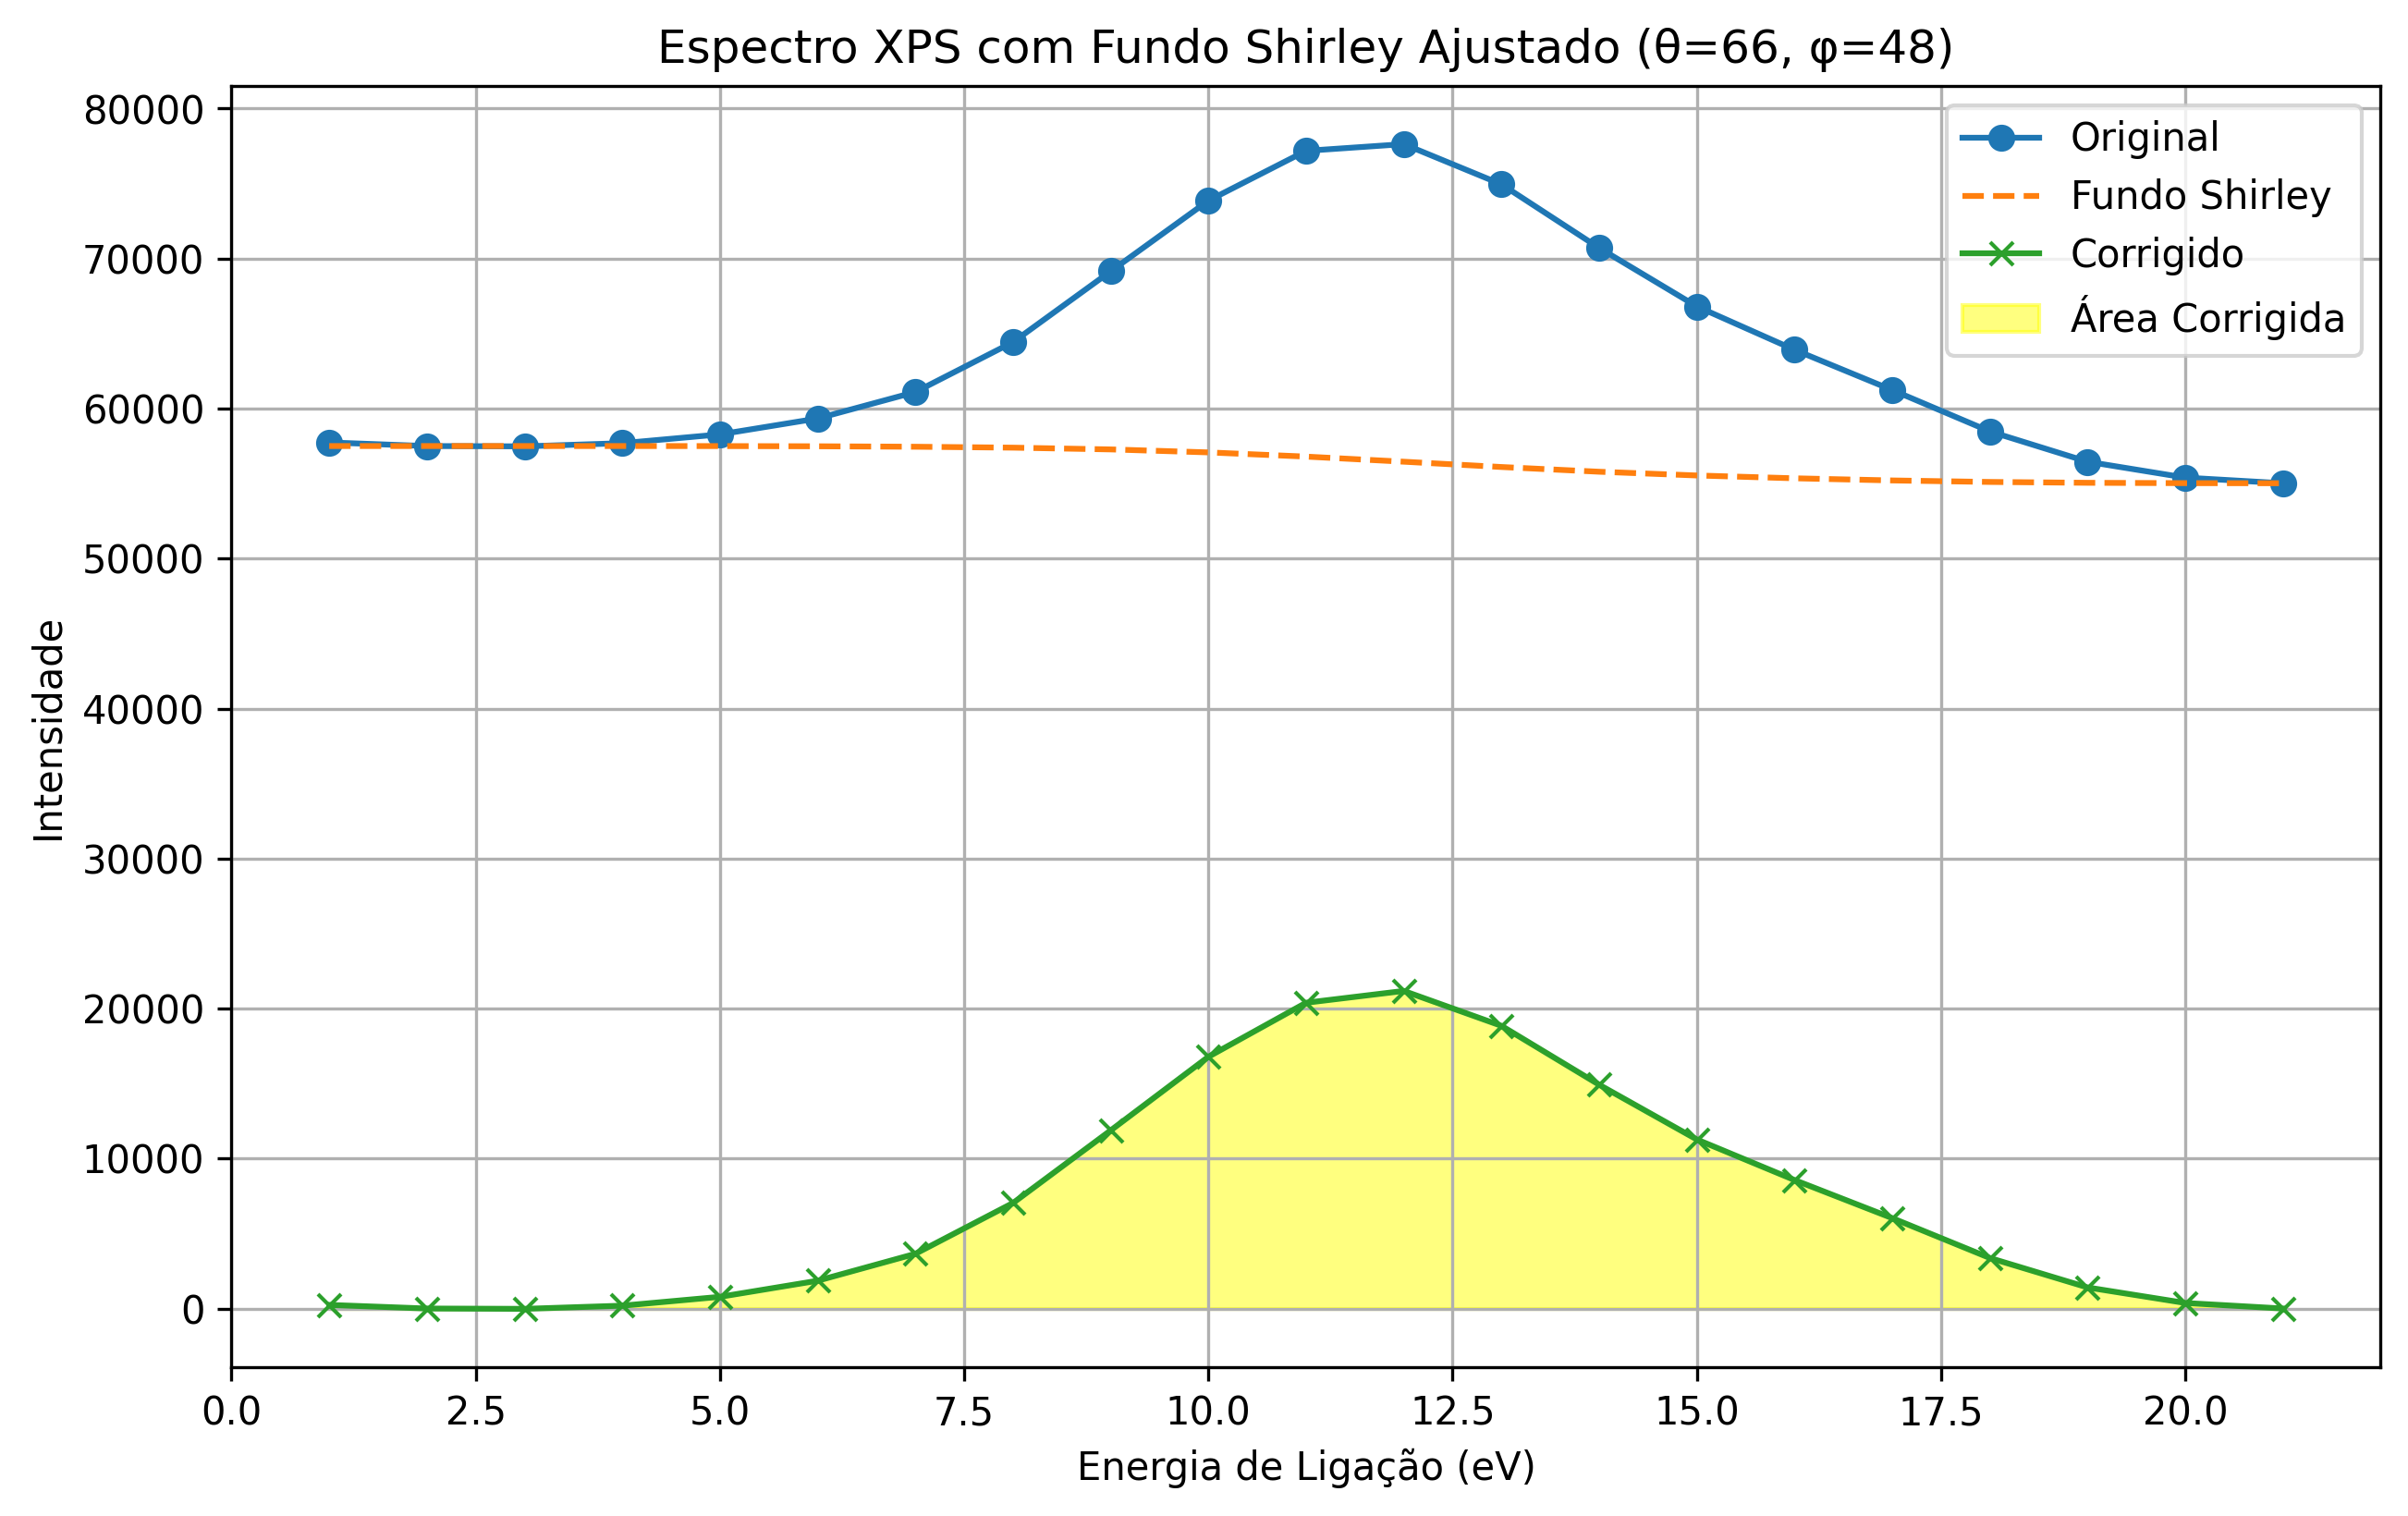 Espectro XPS com Fundo Shirley Ajustado (θ=66, φ=48)
80000
70000
60000
50000
40000
30000
20000
10000
0
Intensidade
Original
Fundo Shirley
Corrigido
Área Corrigida
0.0 2.5 5.0 7.5 10.0 12.5 15.0 17.5 20.0
Energia de Ligação (eV)